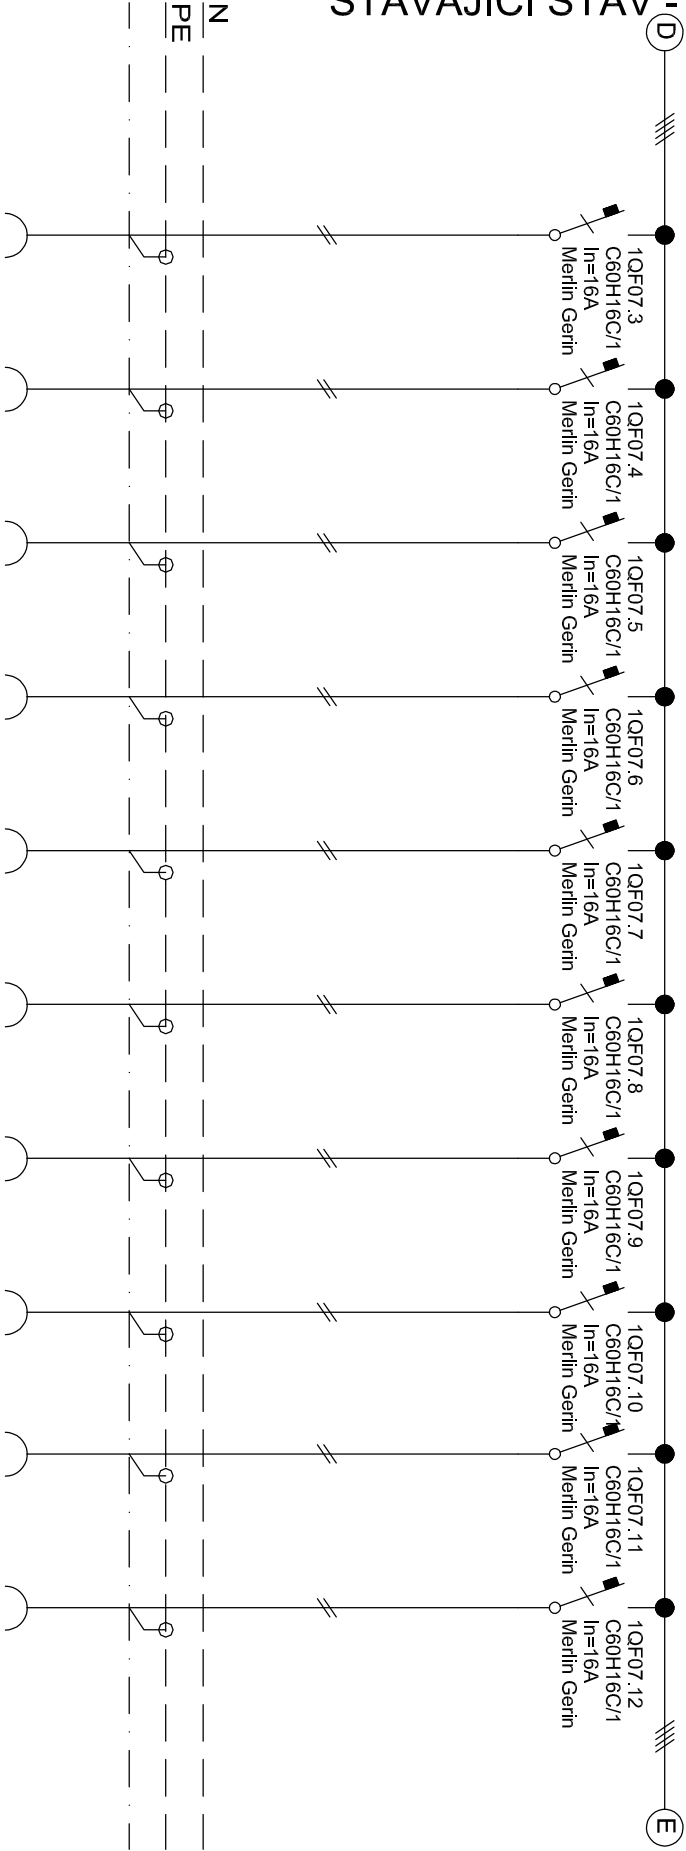 STÁVAJÍCÍ STAV -
D
N
PE
1QF07.3
C60H16C/1
In=16A
Merlin Gerin
1QF07.4
C60H16C/1
In=16A
Merlin Gerin
1QF07.5
C60H16C/1
In=16A
Merlin Gerin
1QF07.6
C60H16C/1
In=16A
Merlin Gerin
1QF07.7
C60H16C/1
In=16A
Merlin Gerin
1QF07.8
C60H16C/1
In=16A
Merlin Gerin
1QF07.9
C60H16C/1
In=16A
Merlin Gerin
1QF07.10
C60H16C/1
In=16A
Merlin Gerin
1QF07.11
C60H16C/1
In=16A
Merlin Gerin
1QF07.12
C60H16C/1
In=16A
Merlin Gerin
E